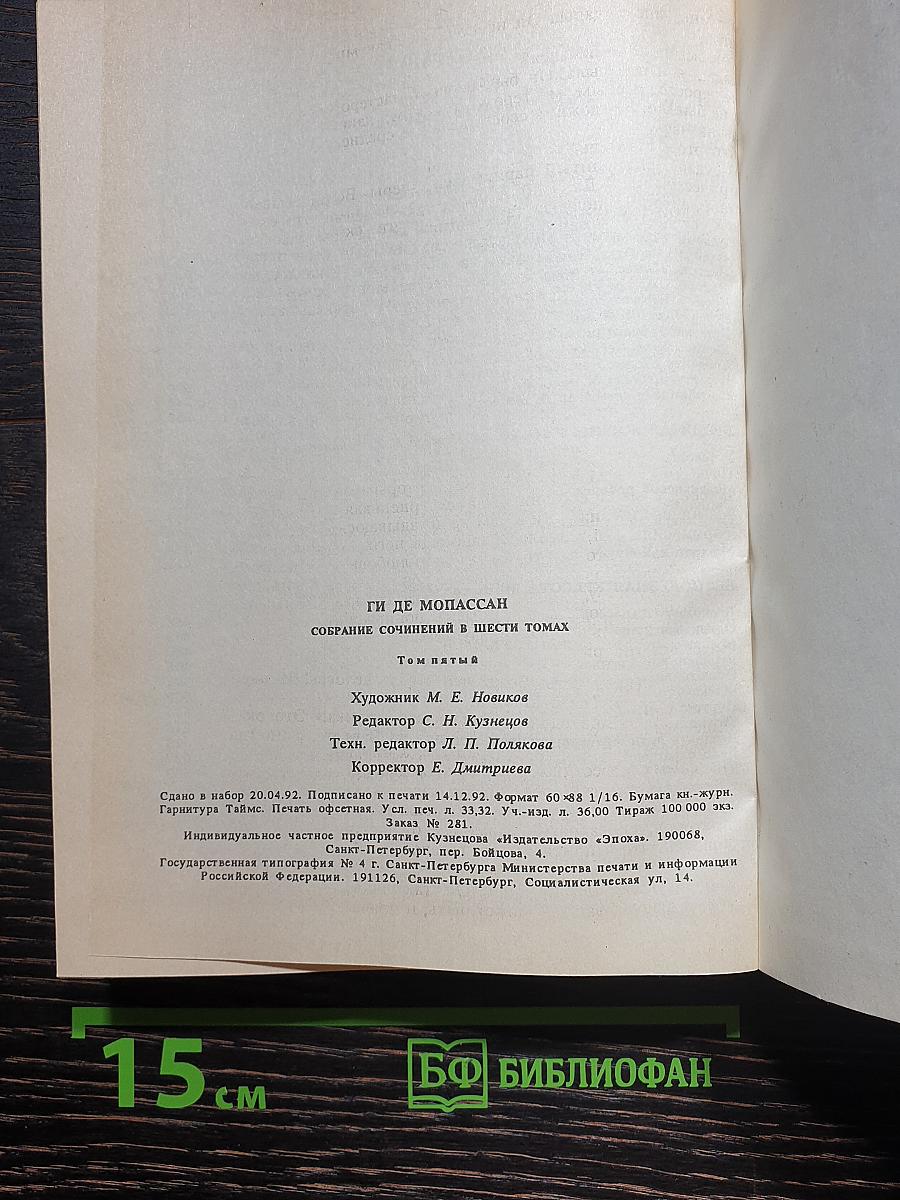 ГИ ДЕ МОПАССАН
СОБРАНИЕ СОЧИНЕНИЙ В ШЕСТИ ТОМАХ
Том пятый
Художник М. Е. Новиков
Редактор С. Н. Кузнецов
Техн. редактор Л. П. Полякова
Корректор Е. Дмитриева
Сдано в набор 20.04.92. Подписано к печати 14.12.92. Формат 60×88 1/16. Бумага кн.-журн.
Гарнитура Таймс. Печать офсетная. Усл. печ. л. 33,32. Уч.-изд. л. 36,00 Тираж 100 000 экз.
Заказ № 281.
Индивидуальное частное предприятие Кузнецова «Издательство «Эпоха». 190068,
Санкт-Петербург, пер. Бойцова, 4.
Государственная типография № 4 г. Санкт-Петербурга Министерства печати и информации
Российской Федерации. 191126, Санкт-Петербург, Социалистическая ул, 14.
15 см
БФ БИБЛИОФАН